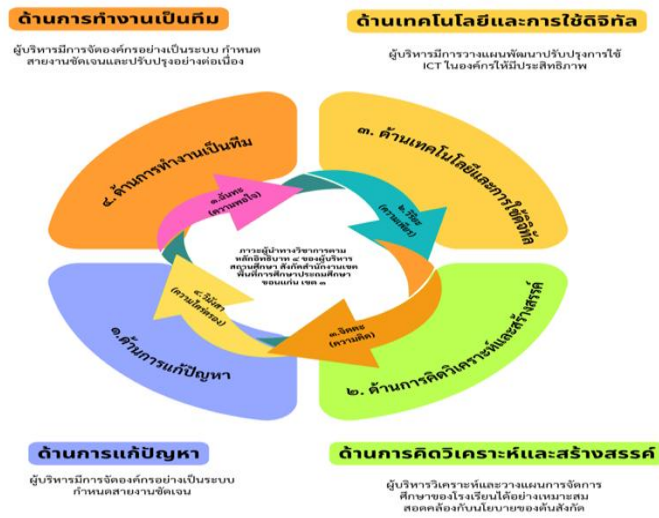 ด้านการทำงานเป็นทีม
ผู้บริหารมีการจัดองค์กรอย่างเป็นระบบ กำหนด
สายงานชัดเจนและปรับปรุงอย่างต่อเนื่อง
ด้านเทคโนโลยีและการใช้ดิจิทัล
ผู้บริหารมีการวางแผนพัฒนาปรับปรุงการใช้
ICT ในองค์กรให้มีประสิทธิภาพ
๔. ด้านการทำงานเป็นทีม
๓. ด้านเทคโนโลยีและการใช้ดิจิทัล
๑.ฉันทะ
(ความพอใจ)
๒.วิริยะ
(ความเพียร)
ภาวะผู้นำทางวิชาการตาม
หลักอิทธิบาท ๔ ของผู้บริหาร
สถานศึกษา สังกัดสำนักงานเขต
พื้นที่การศึกษาประถมศึกษา
ขอนแก่น เขต ๓
๔.วิมังสา
(ความไตร่ตรอง)
๓.จิตตะ
(ความคิด)
๑.ด้านการแก้ปัญหา
๒. ด้านการคิดวิเคราะห์และสร้างสรรค์
ด้านการแก้ปัญหา
ผู้บริหารมีการจัดองค์กรอย่างเป็นระบบ
กำหนดสายงานชัดเจน
ด้านการคิดวิเคราะห์และสร้างสรรค์
ผู้บริหารวิเคราะห์และวางแผนการจัดการ
ศึกษาของโรงเรียนได้อย่างเหมาะสม
สอดคล้องกับนโยบายของต้นสังกัด